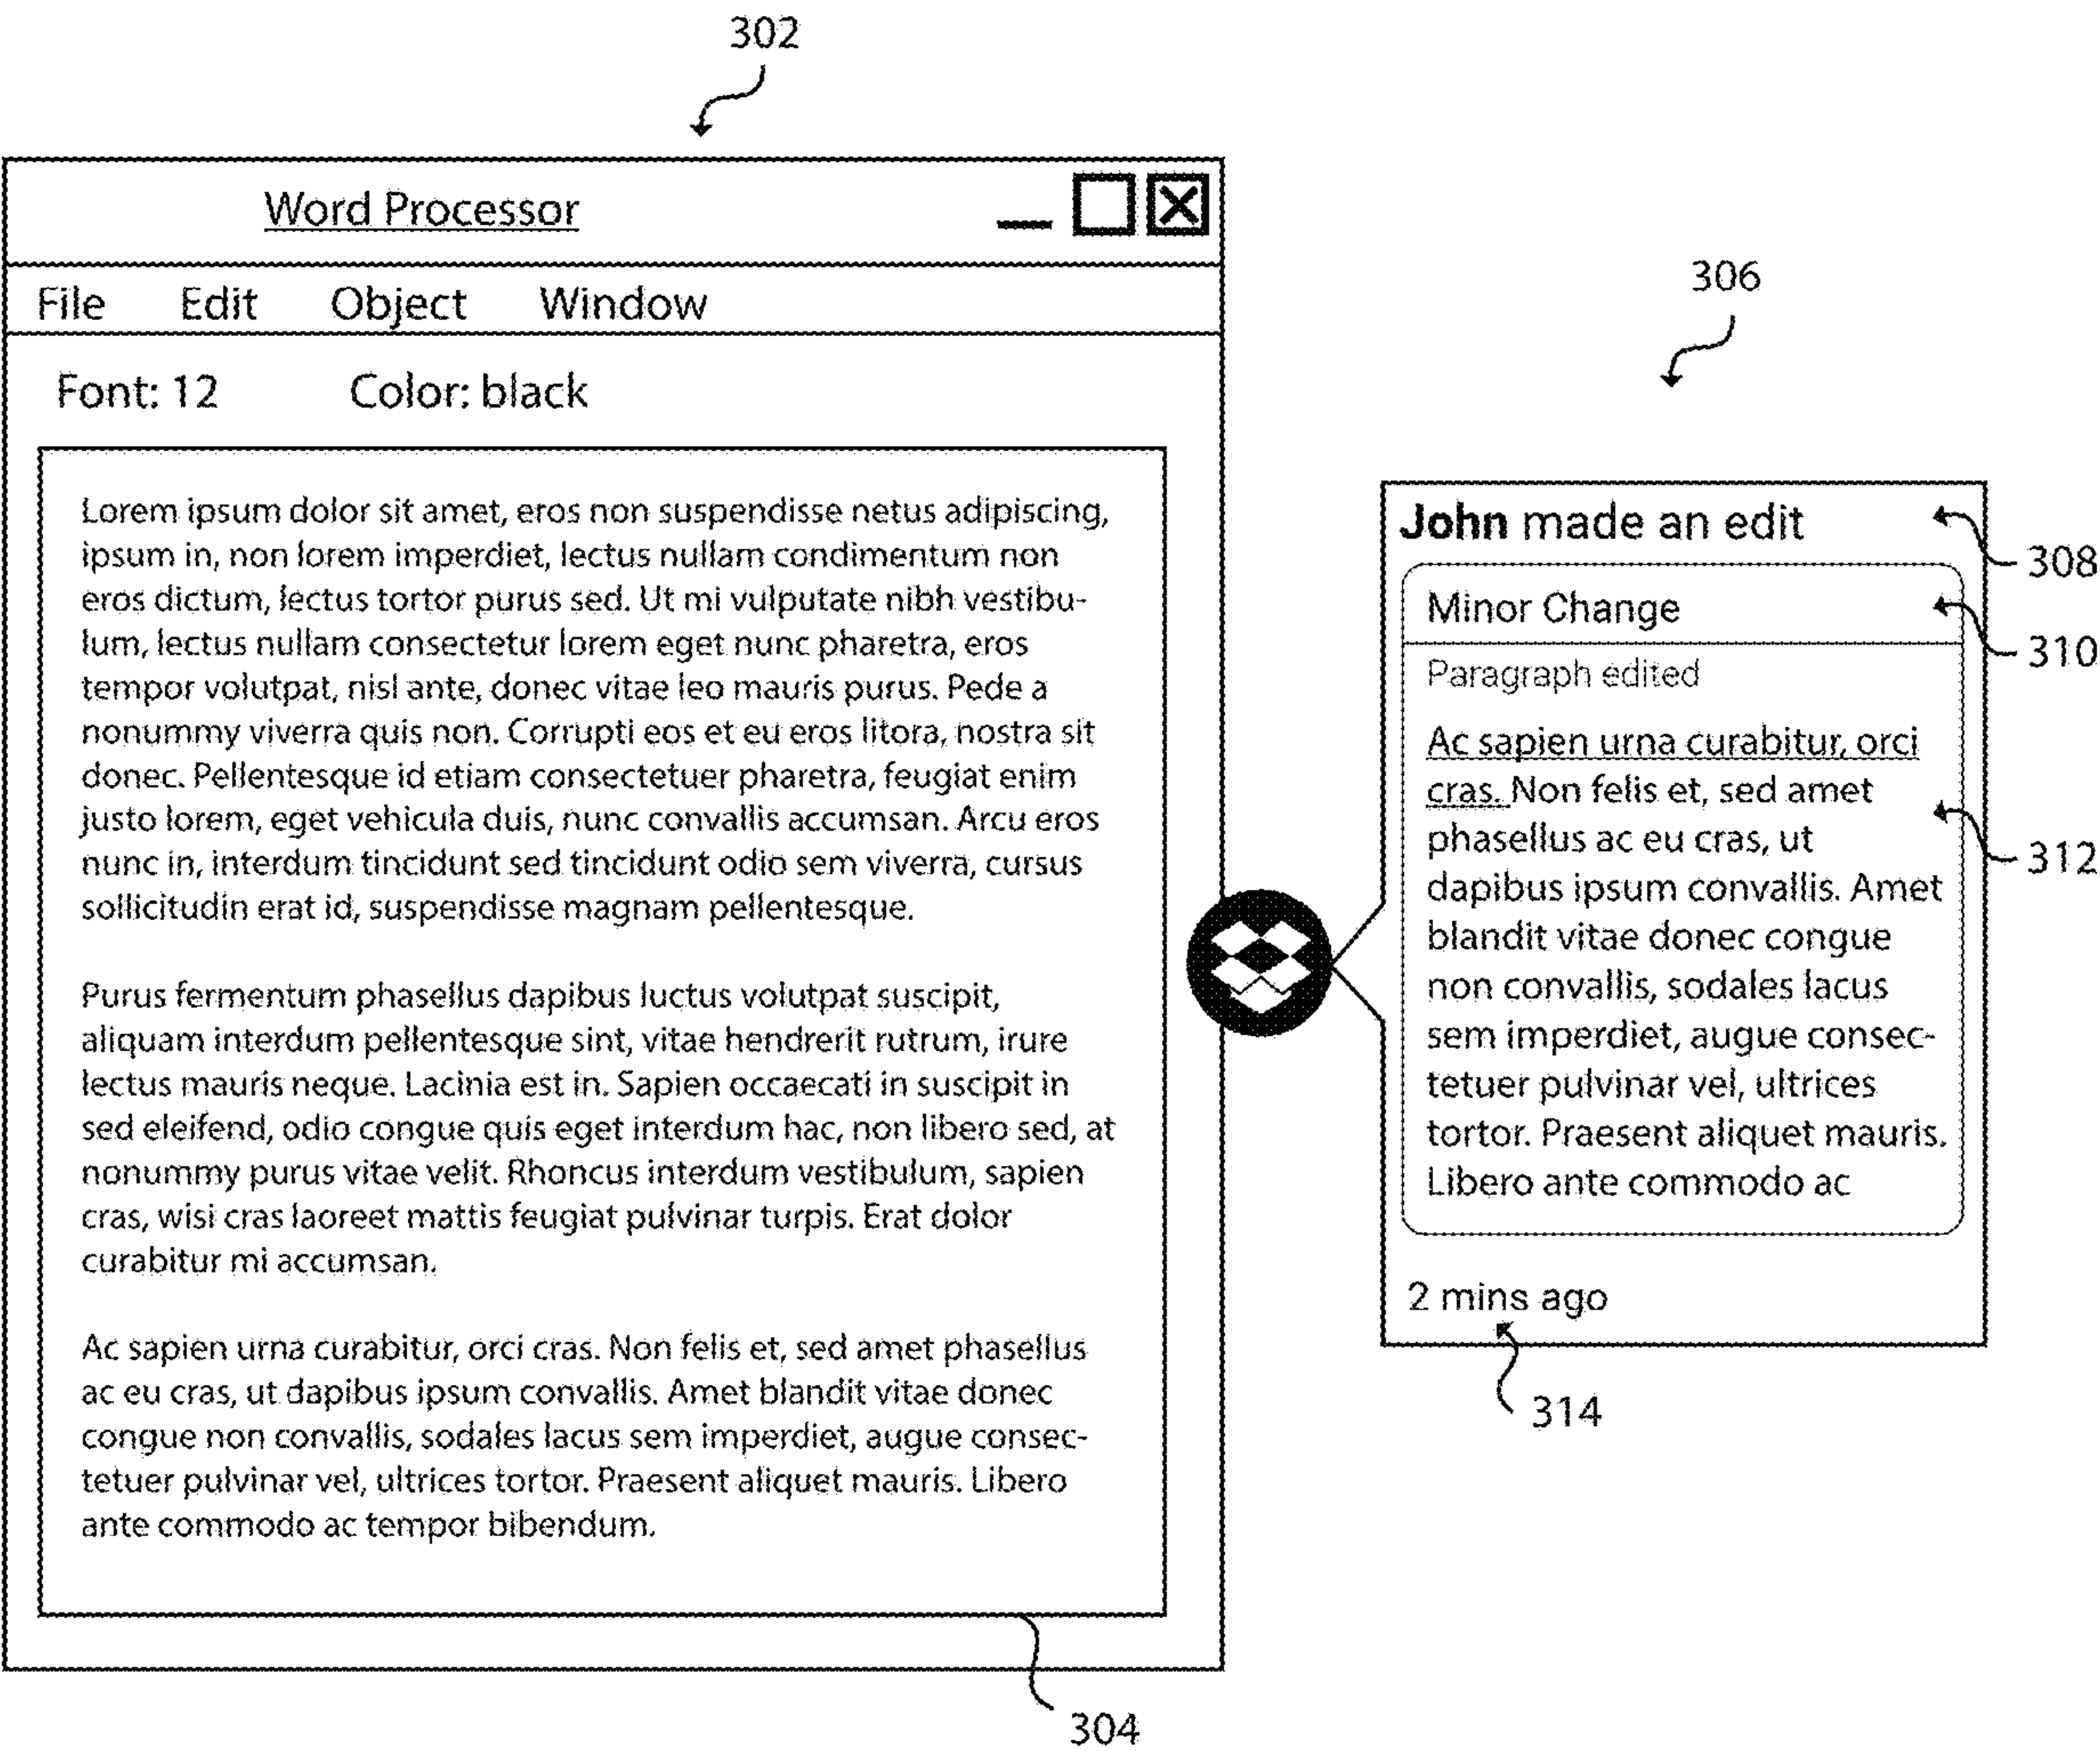 302
Word Processor
File Edit Object Window
Font: 12 Color: black
Lorem ipsum dolor sit amet, eros non suspendisse netus adipiscing,
ipsum in, non lorem imperdiet, lectus nullam condimentum non
eros dictum, lectus tortor purus sed. Ut mi vulputate nibh vestibu-
lum, lectus nullam consectetur lorem eget nunc pharetra, eros
tempor volutpat, nisl ante, donec vitae leo mauris purus. Pede a
nonummy viverra quis non. Corrupti eos et eu eros litora, nostra sit
donec. Pellentesque id etiam consectetuer pharetra, feugiat enim
justo lorem, eget vehicula duis, nunc convallis accumsan. Arcu eros
nunc in, interdum tincidunt sed tincidunt odio sem viverra, cursus
sollicitudin erat id, suspendisse magnam pellentesque.
Purus fermentum phasellus dapibus luctus volutpat suscipit,
aliquam interdum pellentesque sint, vitae hendrerit rutrum, irure
lectus mauris neque. Lacinia est in. Sapien occaecati in suscipit in
sed eleifend, odio congue quis eget interdum hac, non libero sed, at
nonummy purus vitae velit. Rhoncus interdum vestibulum, sapien
cras, wisi cras laoreet mattis feugiat pulvinar turpis. Erat dolor
curabitur mi accumsan.
Ac sapien urna curabitur, orci cras. Non felis et, sed amet phasellus
ac eu cras, ut dapibus ipsum convallis. Amet blandit vitae donec
congue non convallis, sodales lacus sem imperdiet, augue consec-
tetuer pulvinar vel, ultrices tortor. Praesent aliquet mauris. Libero
ante commodo ac tempor bibendum.
304
306
John made an edit
308
Minor Change
310
Paragraph edited
Ac sapien urna curabitur, orci
cras. Non felis et, sed amet
phasellus ac eu cras, ut
312
dapibus ipsum convallis. Amet
blandit vitae donec congue
non convallis, sodales lacus
sem imperdiet, augue consec-
tetuer pulvinar vel, ultrices
tortor. Praesent aliquet mauris.
Libero ante commodo ac
2 mins ago
314